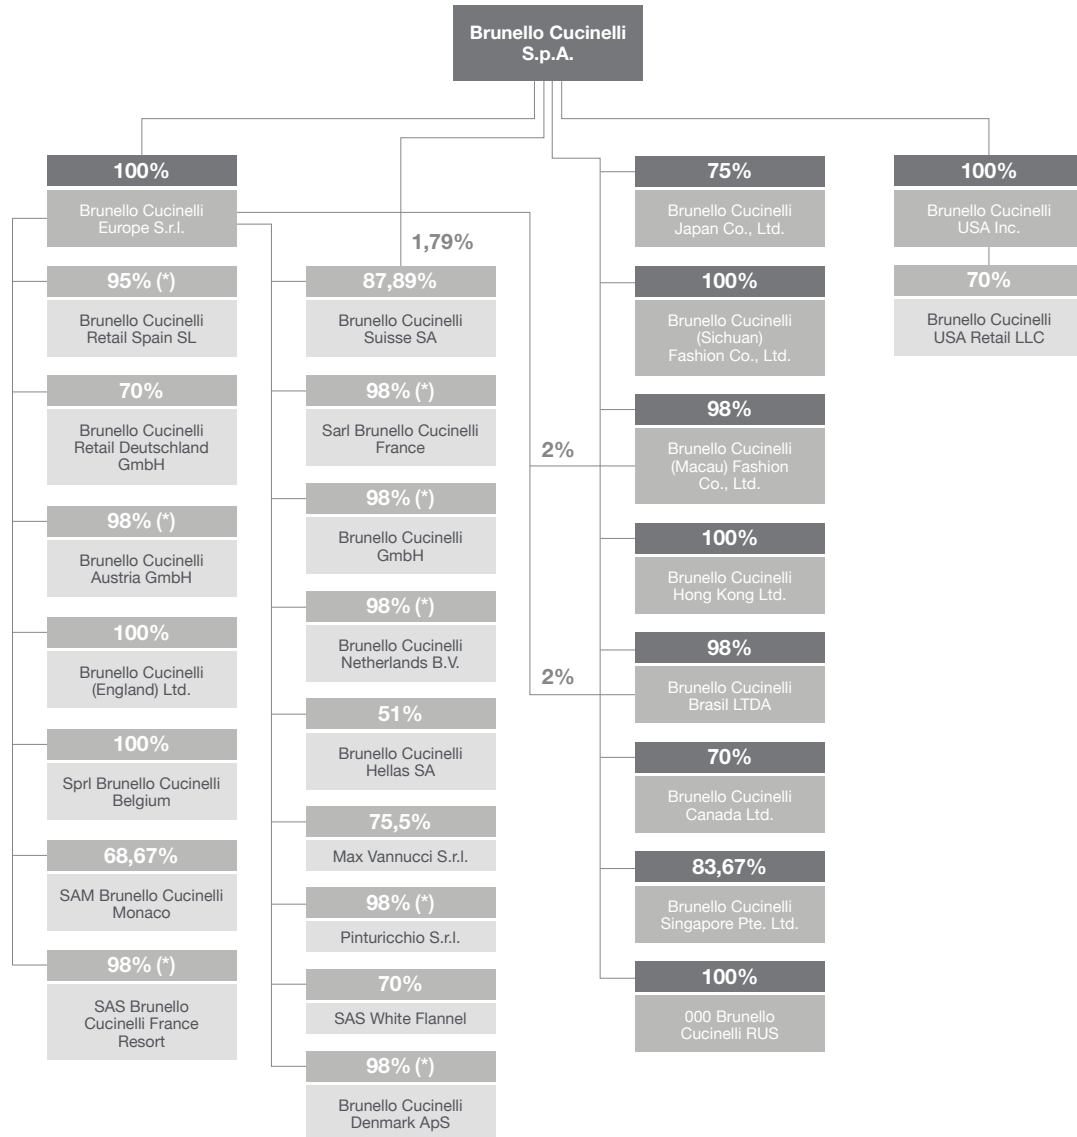 Brunello Cucinelli
S.p.A.
100%
Brunello Cucinelli
Europe S.r.l.
95% (*)
Brunello Cucinelli
Retail Spain SL
70%
Brunello Cucinelli
Retail Deutschland
GmbH
98% (*)
Brunello Cucinelli
Austria GmbH
100%
Brunello Cucinelli
(England) Ltd.
100%
Sprl Brunello Cucinelli
Belgium
68,67%
SAM Brunello Cucinelli
Monaco
98% (*)
SAS Brunello
Cucinelli France
Resort
1,79%
87,89%
Brunello Cucinelli
Suisse SA
98% (*)
Sarl Brunello Cucinelli
France
98% (*)
Brunello Cucinelli
GmbH
98% (*)
Brunello Cucinelli
Netherlands B.V.
51%
Brunello Cucinelli
Hellas SA
75,5%
Max Vannucci S.r.l.
98% (*)
Pinturicchio S.r.l.
70%
SAS White Flannel
98% (*)
Brunello Cucinelli
Denmark ApS
2%
2%
75%
Brunello Cucinelli
Japan Co., Ltd.
100%
Brunello Cucinelli
(Sichuan)
Fashion Co., Ltd.
98%
Brunello Cucinelli
(Macau) Fashion
Co., Ltd.
100%
Brunello Cucinelli
Hong Kong Ltd.
98%
Brunello Cucinelli
Brasil LTDA
70%
Brunello Cucinelli
Canada Ltd.
83,67%
Brunello Cucinelli
Singapore Pte. Ltd.
100%
000 Brunello
Cucinelli RUS
100%
Brunello Cucinelli
USA Inc.
70%
Brunello Cucinelli
USA Retail LLC